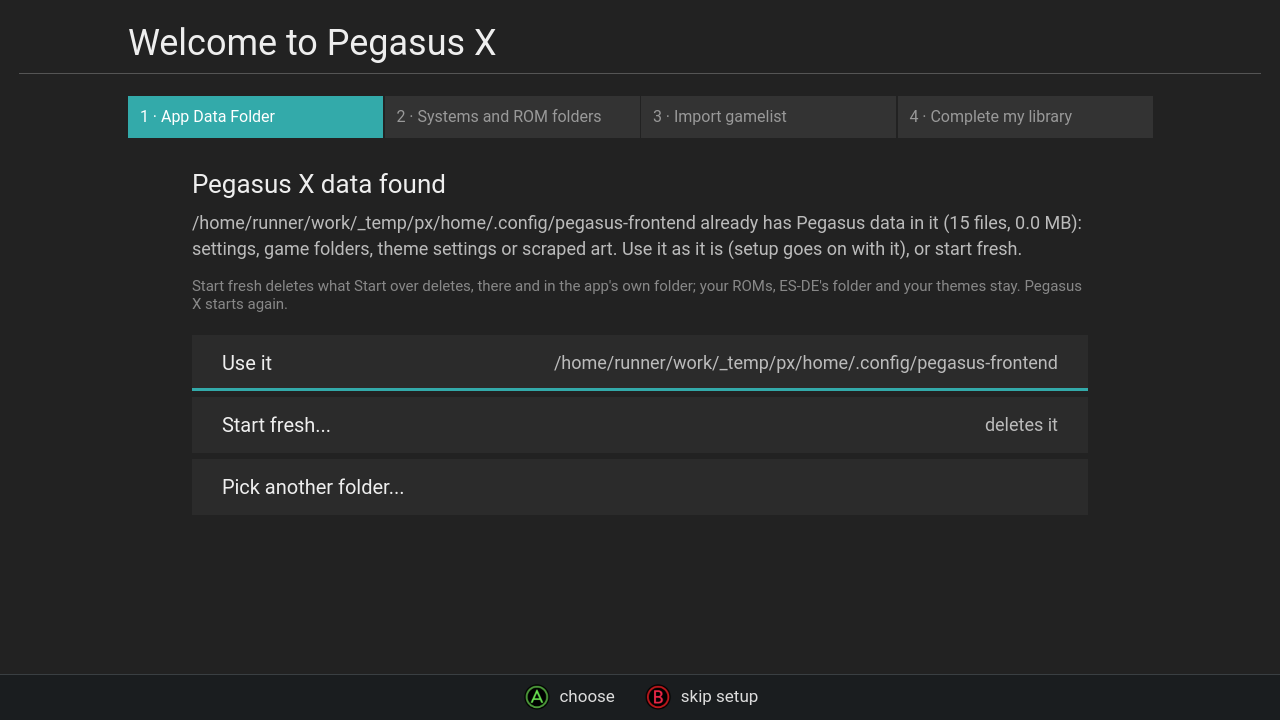 Welcome to Pegasus X
1 · App Data Folder
2 · Systems and ROM folders
3 · Import gamelist
4 · Complete my library
Pegasus X data found
/home/runner/work/_temp/px/home/.config/pegasus-frontend already has Pegasus data in it (15 files, 0.0 MB):
settings, game folders, theme settings or scraped art. Use it as it is (setup goes on with it), or start fresh.
Start fresh deletes what Start over deletes, there and in the app's own folder; your ROMs, ES-DE's folder and your themes stay. Pegasus
X starts again.
Use it /home/runner/work/_temp/px/home/.config/pegasus-frontend
Start fresh... deletes it
Pick another folder...
A choose B skip setup